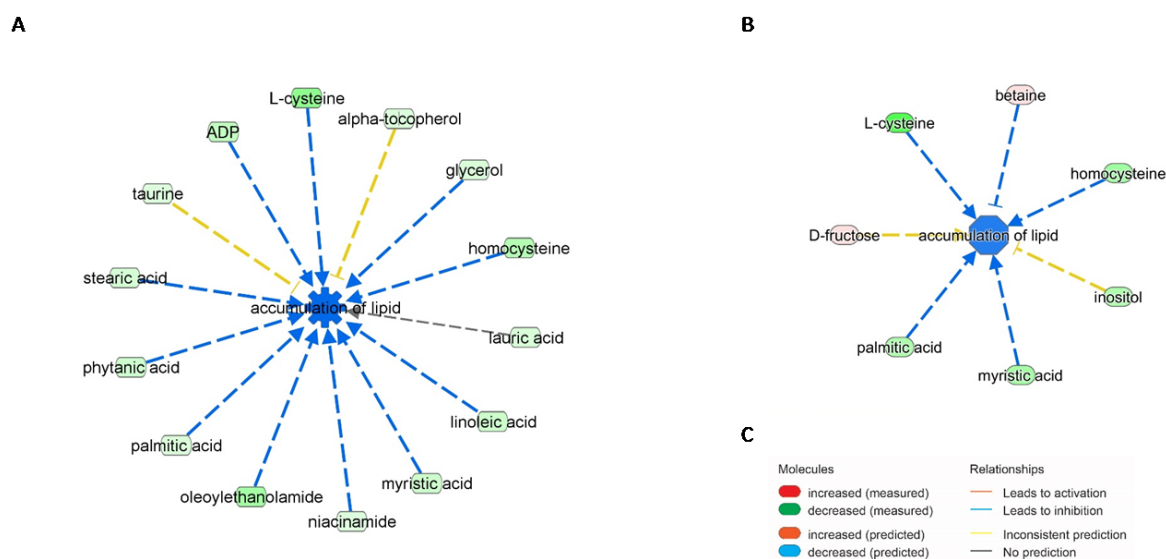 A
L-cysteine
alpha-tocopherol
ADP
glycerol
taurine
homocysteine
stearic acid
accumulation of lipid
lauric acid
phytanic acid
linoleic acid
palmitic acid
myristic acid
oleoylethanolamide
niacinamide
B
betaine
L-cysteine
homocysteine
D-fructose
accumulation of lipid
inositol
palmitic acid
myristic acid
C
Molecules
increased (measured)
decreased (measured)
increased (predicted)
decreased (predicted)
Relationships
Leads to activation
Leads to inhibition
Inconsistent prediction
No prediction